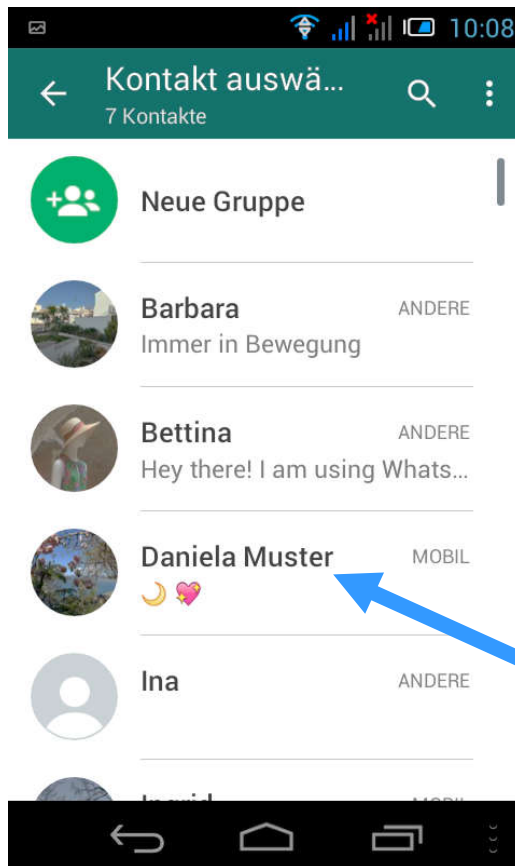 10:08
Kontakt auswä...
7 Kontakte
Neue Gruppe
Barbara ANDERE
Immer in Bewegung
Bettina ANDERE
Hey there! I am using Whats...
Daniela Muster MOBIL
🌙 💖
Ina ANDERE